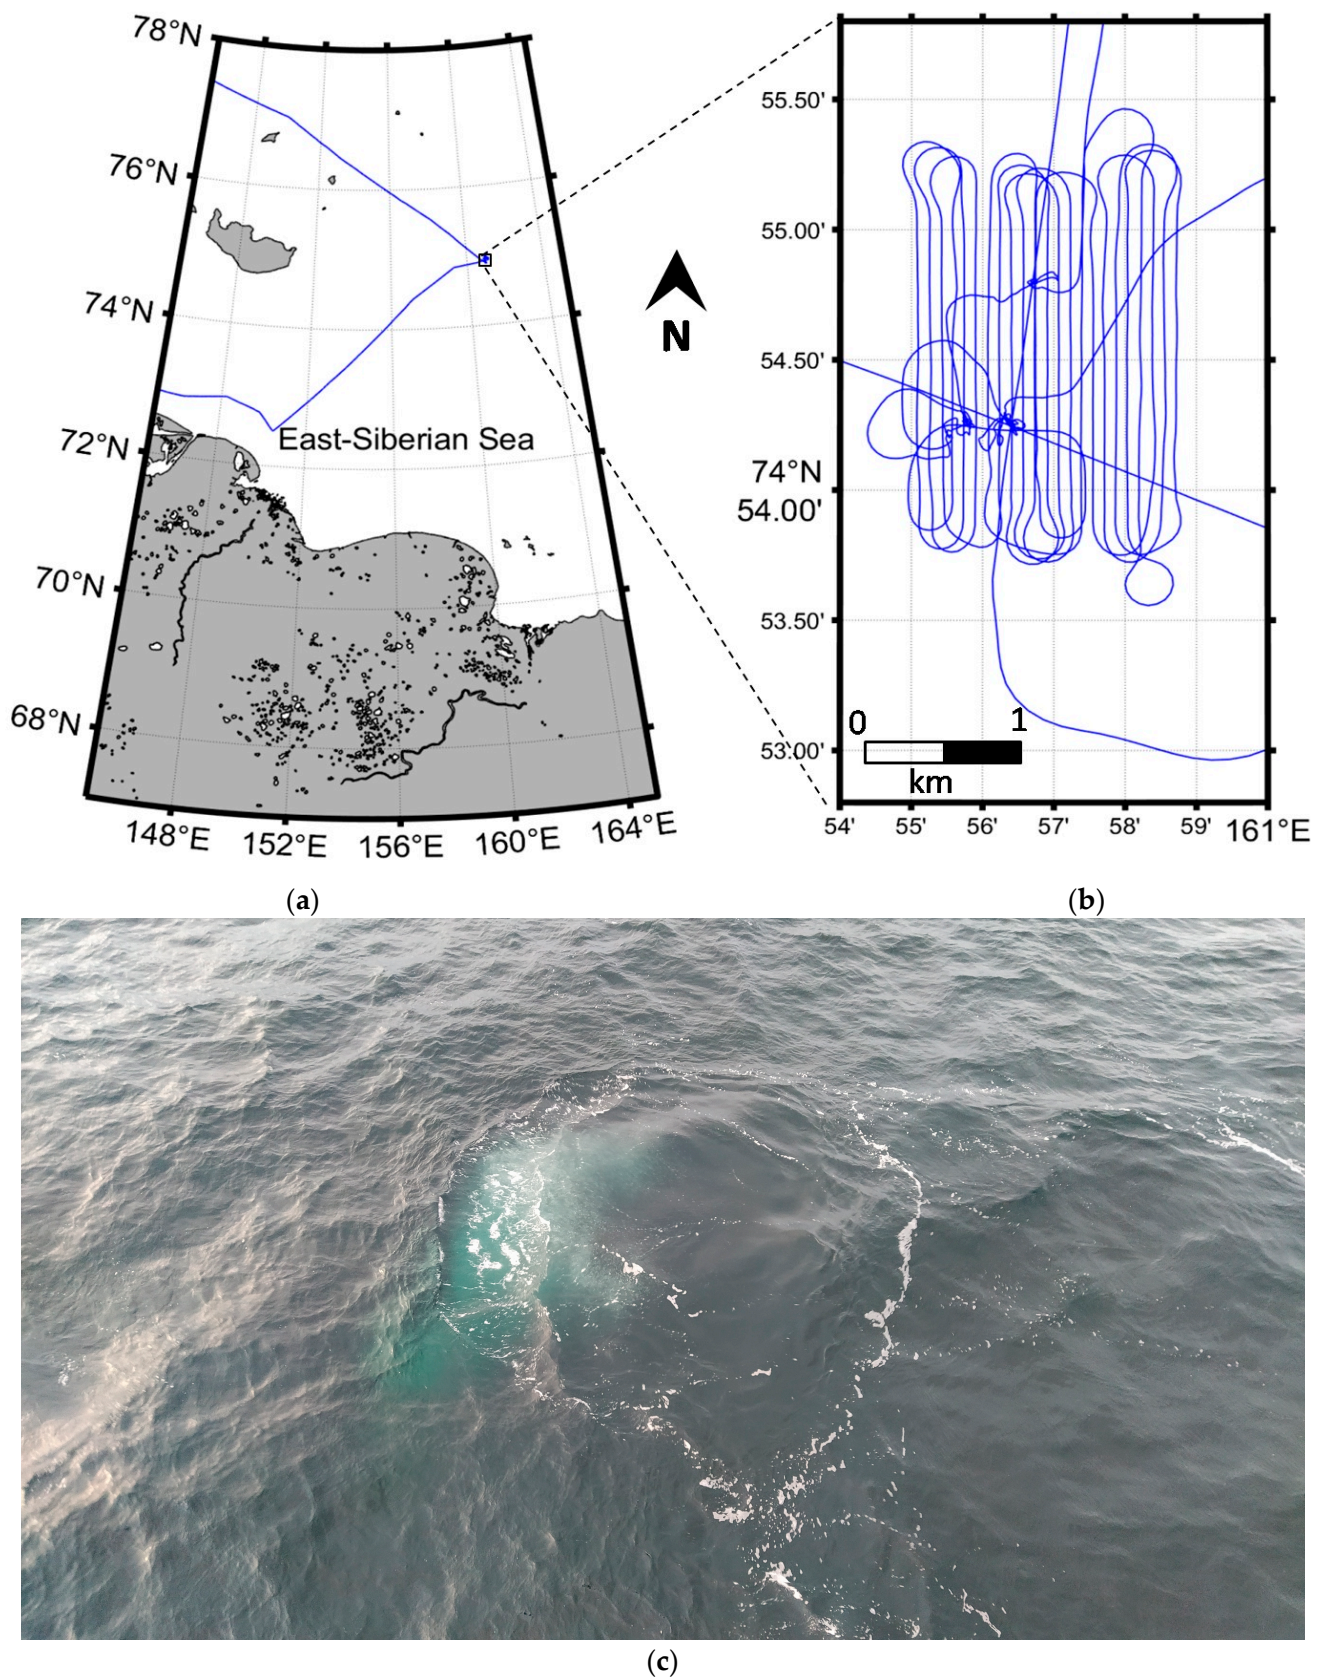 78°N
76°N
74°N
72°N
70°N
68°N
148°E 152°E 156°E 160°E 164°E
East-Siberian Sea
N
(a)
55.50'
55.00'
54.50'
74°N
54.00'
53.50'
53:00'
0 1
km
54' 55' 56' 57' 58' 59' 161°E
(b)
(c)